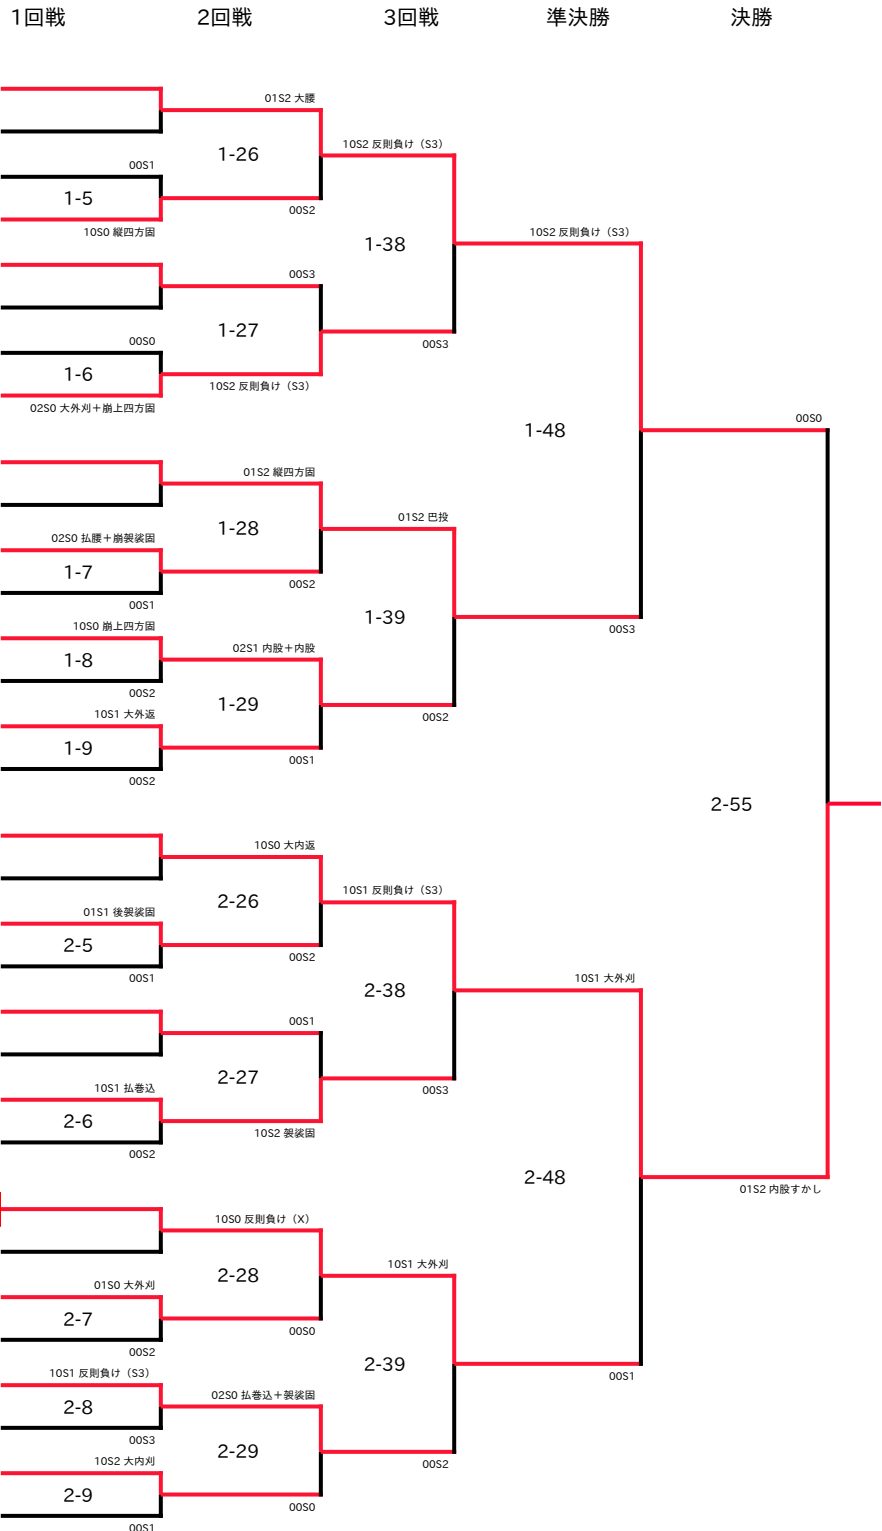 1回戦 2回戦 3回戦 準決勝 決勝
01S2 大腰
10S2 反則負け（S3）
1-26
00S1
1-5
00S2
10S0 縦四方固
10S2 反則負け（S3）
1-38
00S3
1-27
00S0
00S3
1-6
10S2 反則負け（S3）
02S0 大外刈＋崩上四方固
00S0
1-48
01S2 縦四方固
01S2 巴投
1-28
02S0 払腰＋崩袈裟固
1-7
00S2
00S1
1-39
10S0 崩上四方固
00S3
02S1 内股＋内股
1-8
00S2
1-29
10S1 大外返
00S2
1-9
00S1
00S2
2-55
10S0 大内返
10S1 反則負け（S3）
2-26
01S1 後袈裟固
2-5
00S2
00S1
10S1 大外刈
2-38
00S1
2-27
10S1 払巻込
00S3
2-6
10S2 袈裟固
00S2
2-48
01S2 内股すかし
10S0 反則負け（X）
10S1 大外刈
2-28
01S0 大外刈
2-7
00S0
00S2
2-39
10S1 反則負け（S3）
00S1
02S0 払巻込＋袈裟固
2-8
00S3
2-29
10S2 大内刈
00S2
2-9
00S0
00S1